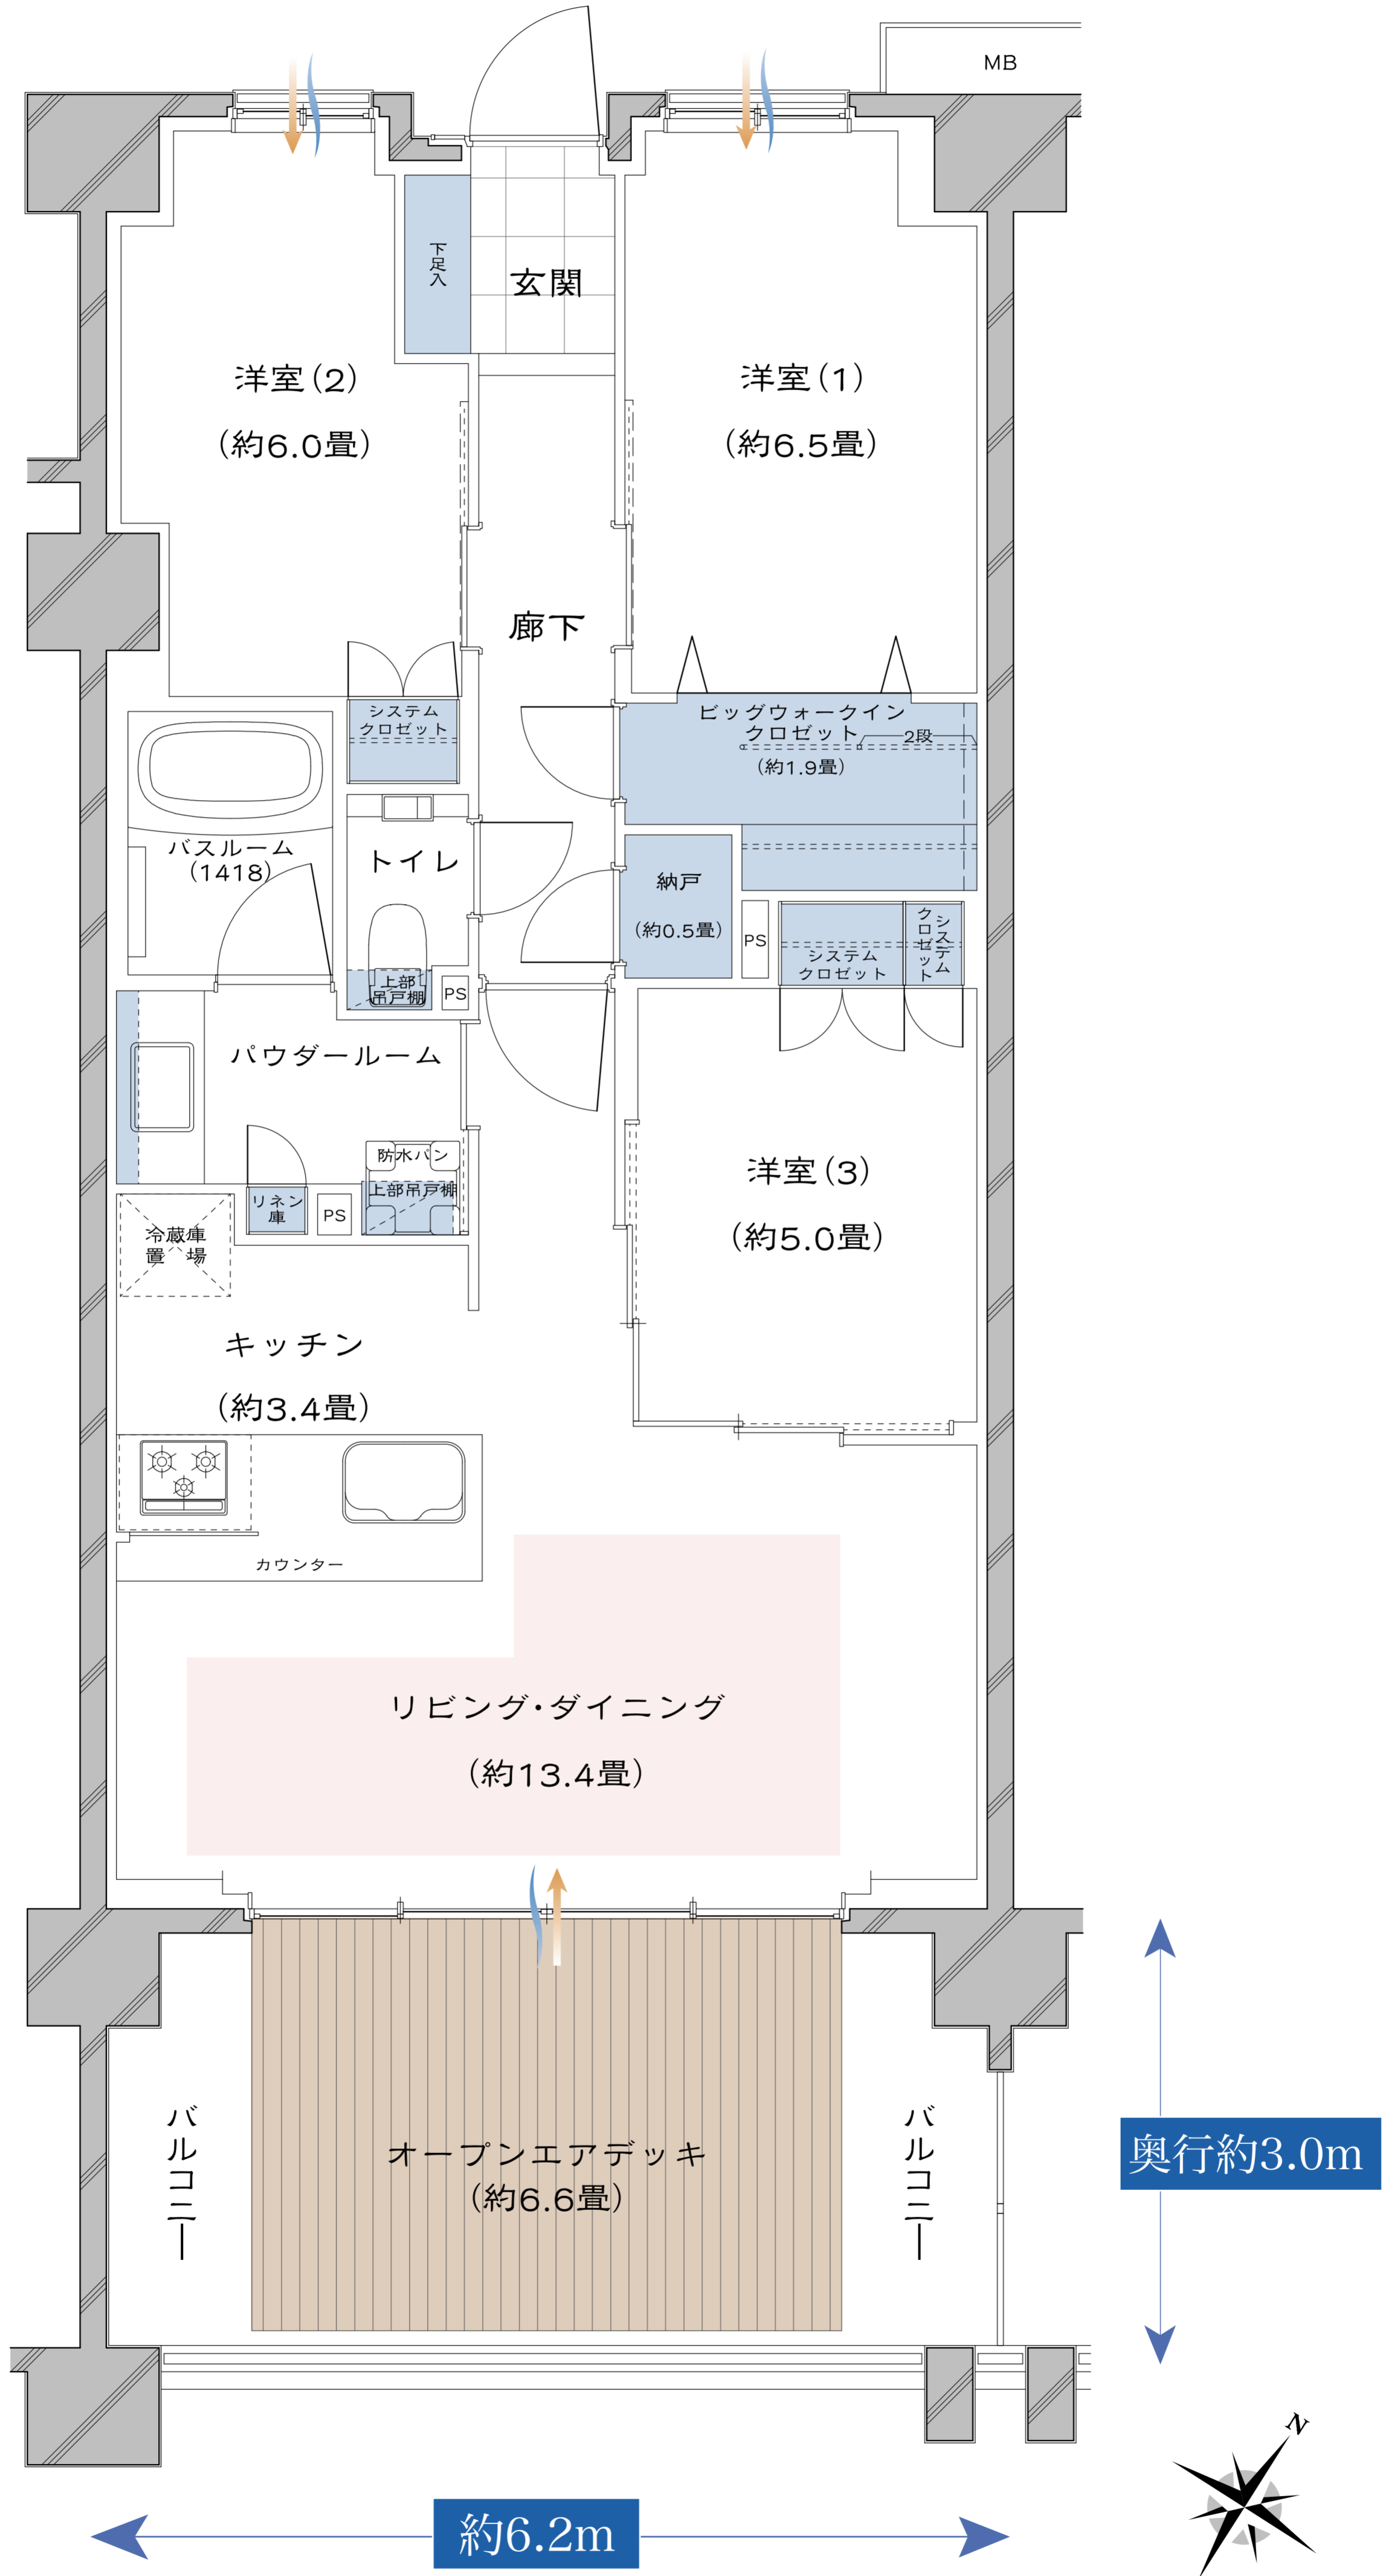 MB
下足入
玄関
洋室(2)
(約6.0畳)
洋室(1)
(約6.5畳)
廊下
システム
クロゼット
ビッグウォークイン
クロゼット
2段
(約1.9畳)
バスルーム
(1418)
トイレ
上部
吊戸棚
PS
納戸
(約0.5畳)
PS
システム
クロゼット
システム
クロゼット
パウダールーム
防水パン
上部吊戸棚
リネン
庫
PS
冷蔵庫
置 場
洋室(3)
(約5.0畳)
キッチン
(約3.4畳)
カウンター
リビング・ダイニング
(約13.4畳)
バルコニー
オープンエアデッキ
(約6.6畳)
バルコニー
奥行約3.0m
約6.2m
N